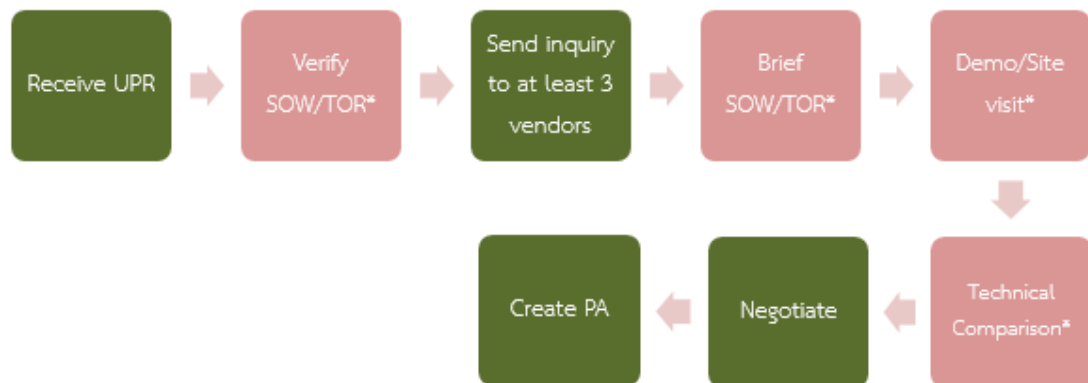 Receive UPR
Verify
SOW/TOR*
Send inquiry
to at least 3
vendors
Brief
SOW/TOR*
Demo/Site
visit*
Technical
Comparison*
Negotiate
Create PA